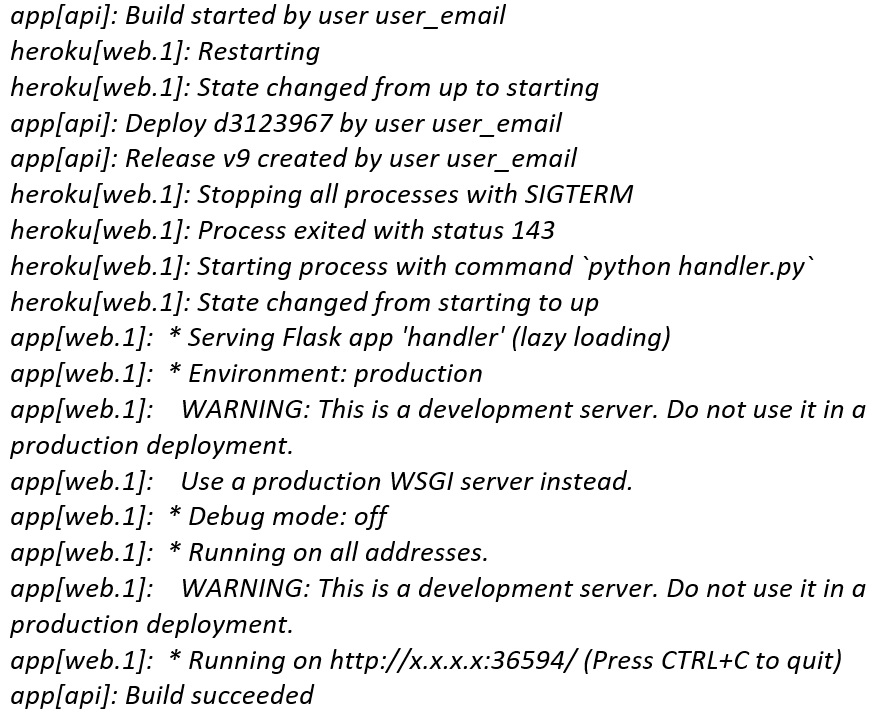 app[api]: Build started by user user_email
heroku[web.1]: Restarting
heroku[web.1]: State changed from up to starting
app[api]: Deploy d3123967 by user user_email
app[api]: Release v9 created by user user_email
heroku[web.1]: Stopping all processes with SIGTERM
heroku[web.1]: Process exited with status 143
heroku[web.1]: Starting process with command `python handler.py`
heroku[web.1]: State changed from starting to up
app[web.1]:  * Serving Flask app 'handler' (lazy loading)
app[web.1]:  * Environment: production
app[web.1]:    WARNING: This is a development server. Do not use it in a
production deployment.
app[web.1]:    Use a production WSGI server instead.
app[web.1]:  * Debug mode: off
app[web.1]:  * Running on all addresses.
app[web.1]:    WARNING: This is a development server. Do not use it in a
production deployment.
app[web.1]:  * Running on http://x.x.x.x:36594/ (Press CTRL+C to quit)
app[api]: Build succeeded